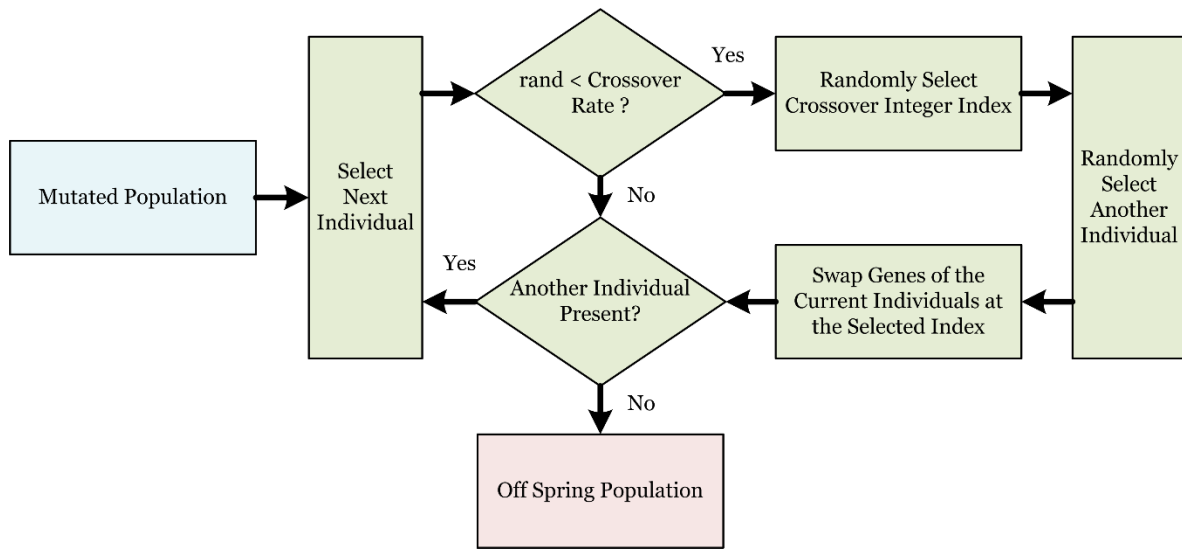 Mutated Population
Select
Next
Individual
rand < Crossover
Rate ?
Yes
Randomly Select
Crossover Integer Index
Randomly
Select
Another
Individual
No
Swap Genes of the
Current Individuals at
the Selected Index
Another Individual
Present?
Yes
No
Off Spring Population